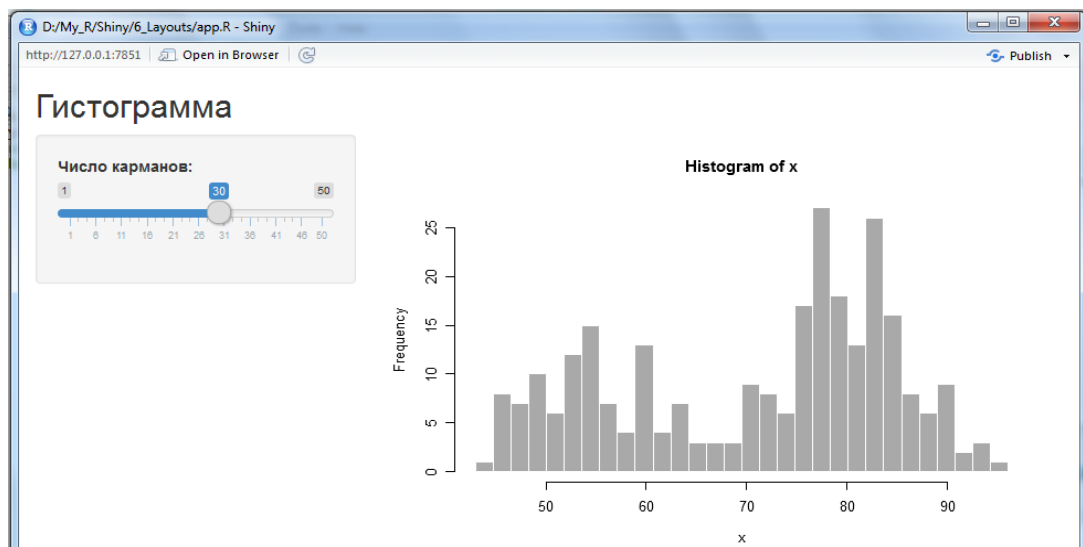 D:/My_R/Shiny/6_Layouts/app.R - Shiny
http://127.0.0.1:7851 Open in Browser Publish
Гистограмма
Число карманов:
1 30 50
1 6 11 16 21 26 31 36 41 46 50
Histogram of x
25
20
15
10
5
0
Frequency
50 60 70 80 90
x